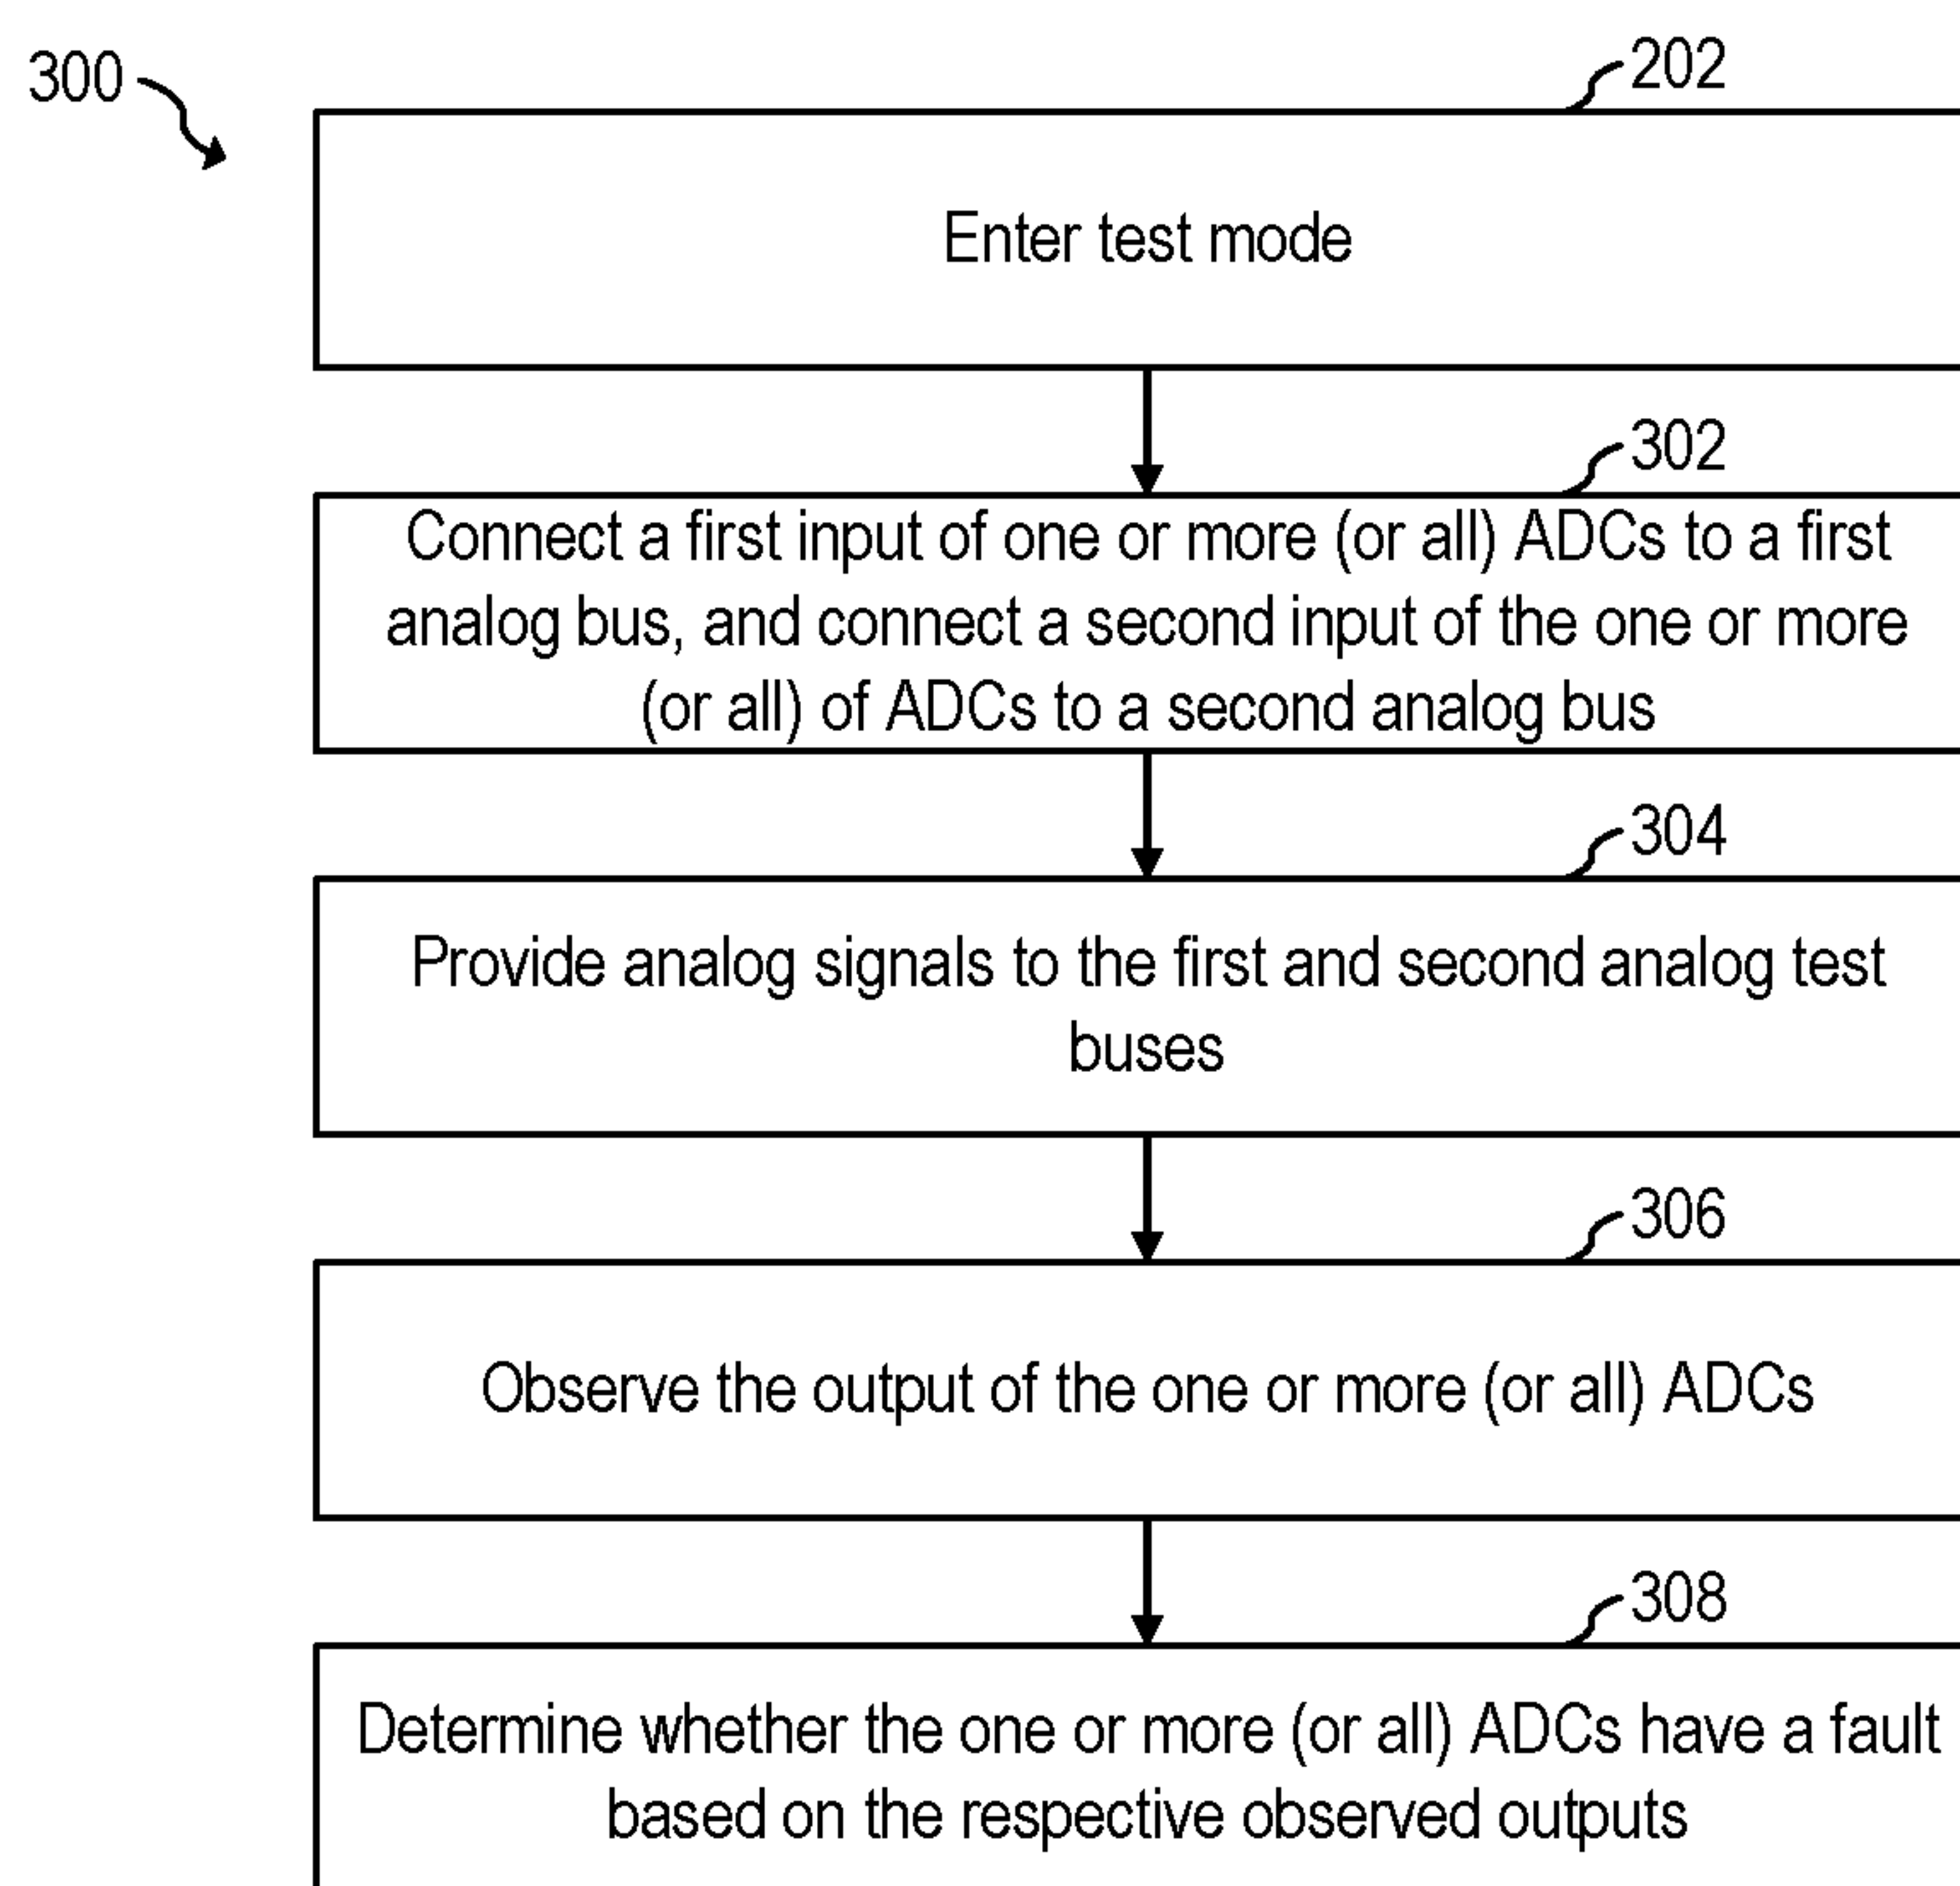 300
202
Enter test mode
302
Connect a first input of one or more (or all) ADCs to a first
analog bus, and connect a second input of the one or more
(or all) of ADCs to a second analog bus
304
Provide analog signals to the first and second analog test
buses
306
Observe the output of the one or more (or all) ADCs
308
Determine whether the one or more (or all) ADCs have a fault
based on the respective observed outputs